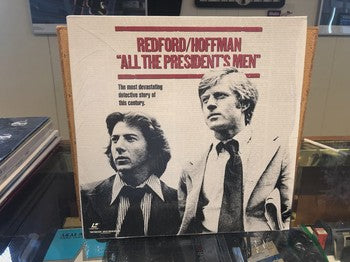 REDFORD/HOFFMAN
"ALL THE PRESIDENT'S MEN"
The most devastating
detective story of
this century.